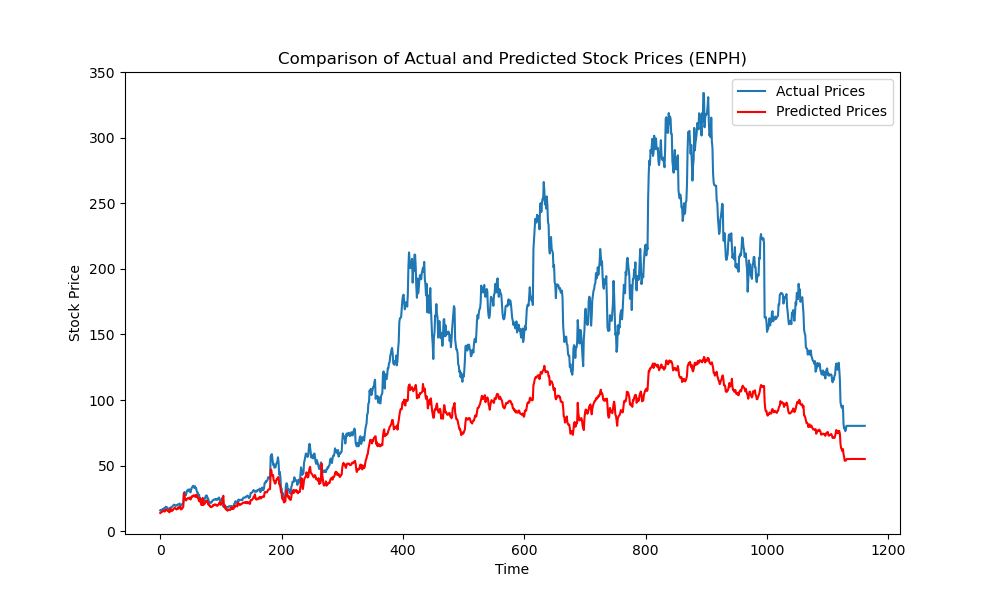 Comparison of Actual and Predicted Stock Prices (ENPH)
Actual Prices
Predicted Prices
350
300
250
200
150
100
50
0
Stock Price
0 200 400 600 800 1000 1200
Time